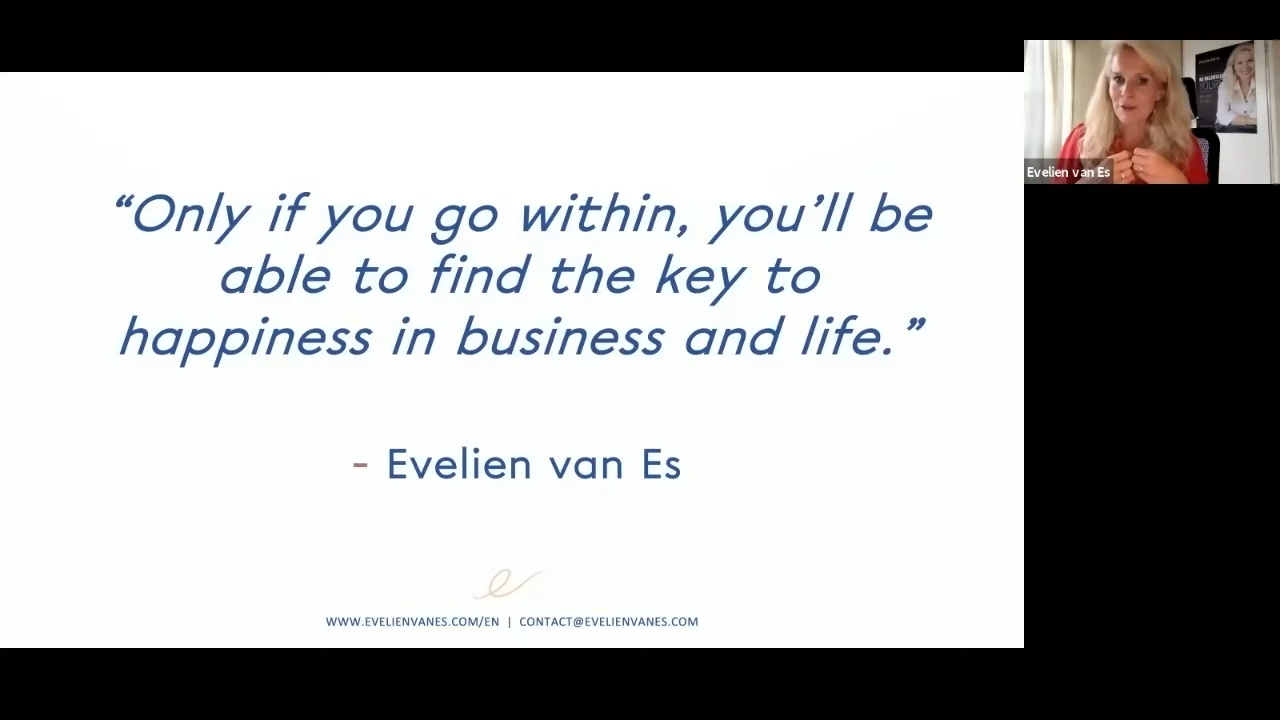 “Only if you go within, you’ll be
able to find the key to
happiness in business and life.”
- Evelien van Es
WWW.EVELIENVANES.COM/EN | CONTACT@EVELIENVANES.COM
Evelien van Es